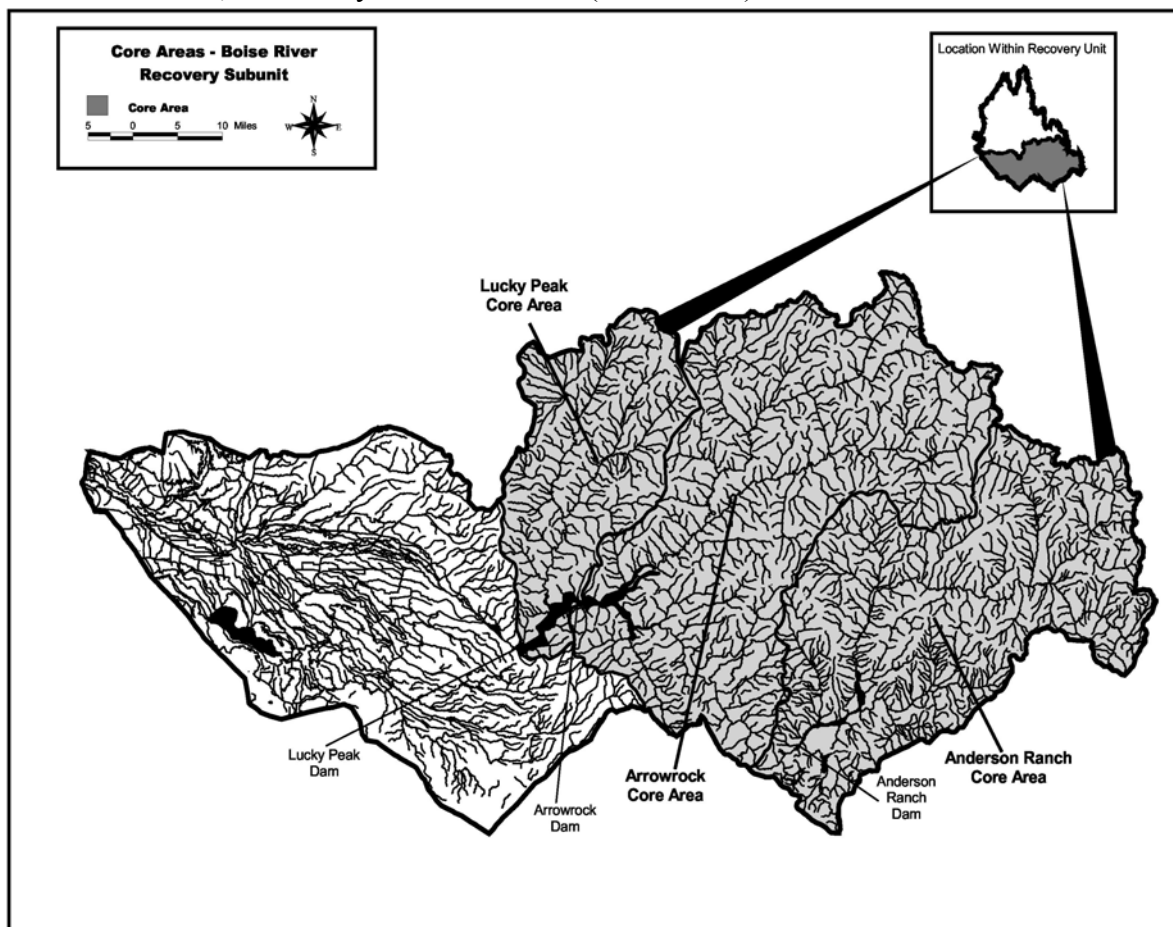 Core Areas - Boise River
Recovery Subunit
Core Area
5 0 5 10 Miles
N
W E
S
Location Within Recovery Unit
Lucky Peak
Core Area
Lucky Peak
Dam
Arrowrock
Dam
Arrowrock
Core Area
Anderson
Ranch
Dam
Anderson Ranch
Core Area